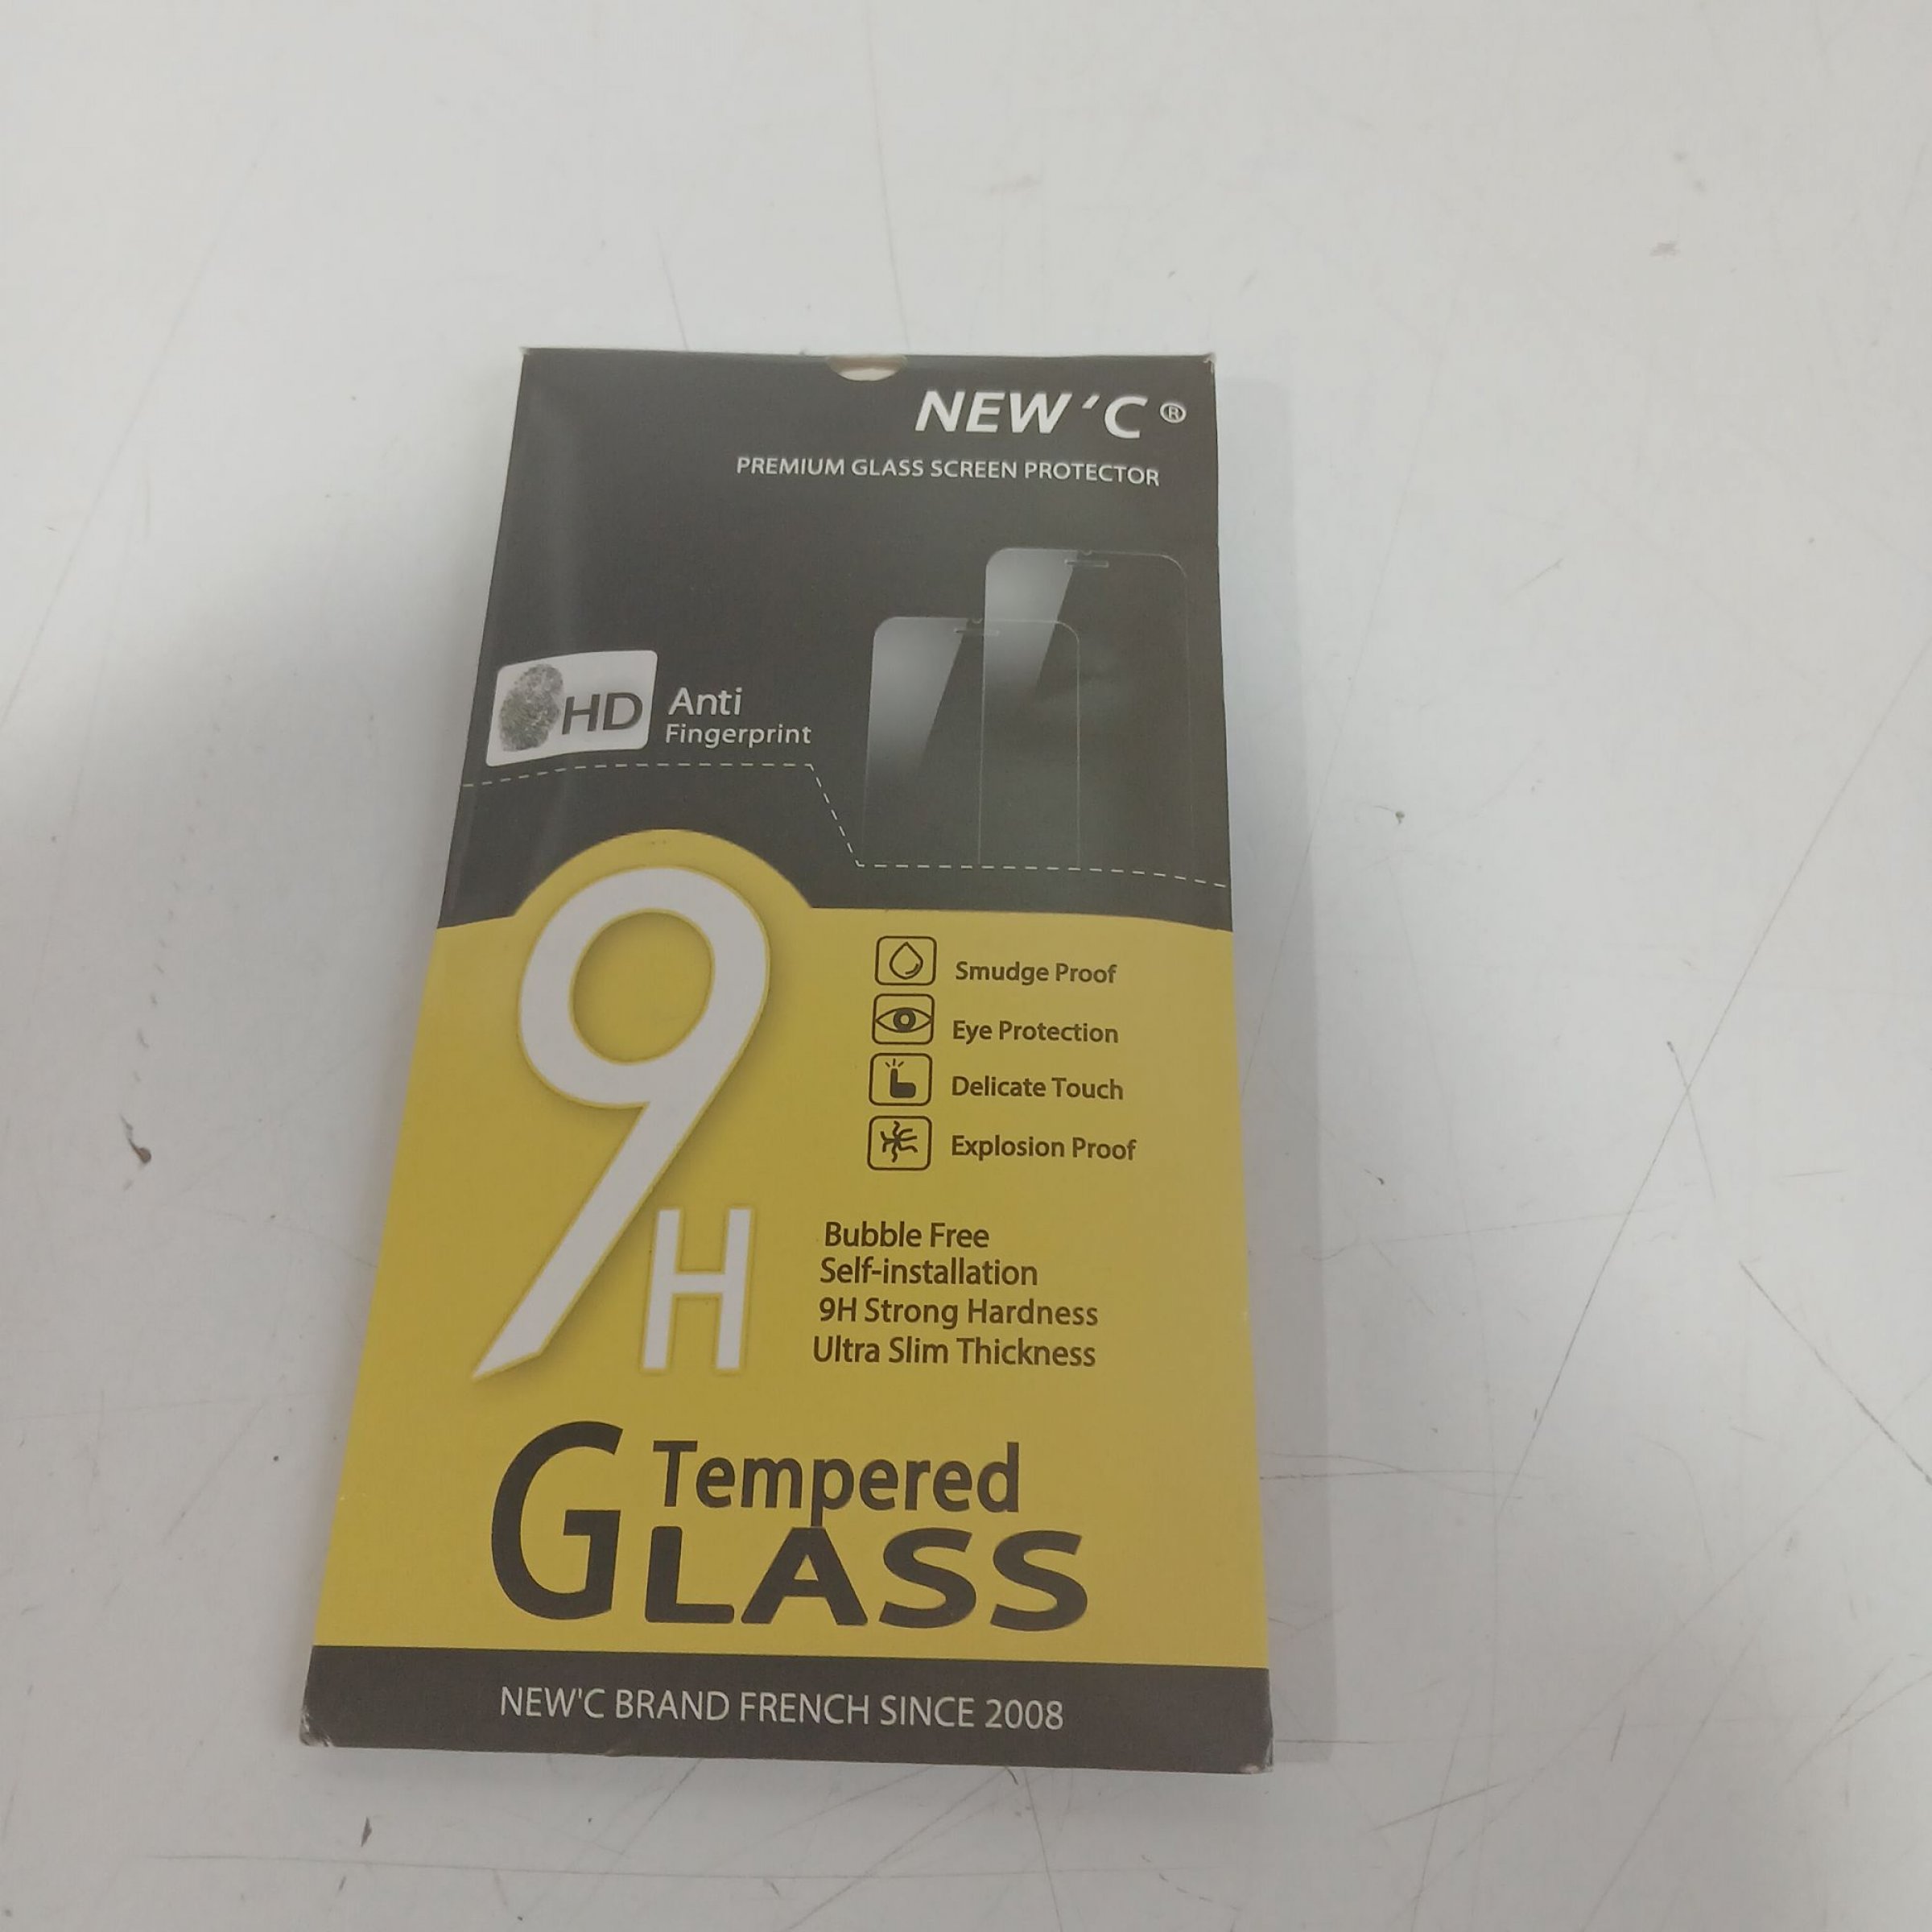 NEW'C®
PREMIUM GLASS SCREEN PROTECTOR
HD
Anti
Fingerprint
9H
Smudge Proof
Eye Protection
Delicate Touch
Explosion Proof
Bubble Free
Self-installation
9H Strong Hardness
Ultra Slim Thickness
Tempered
GLASS
NEW'C BRAND FRENCH SINCE 2008